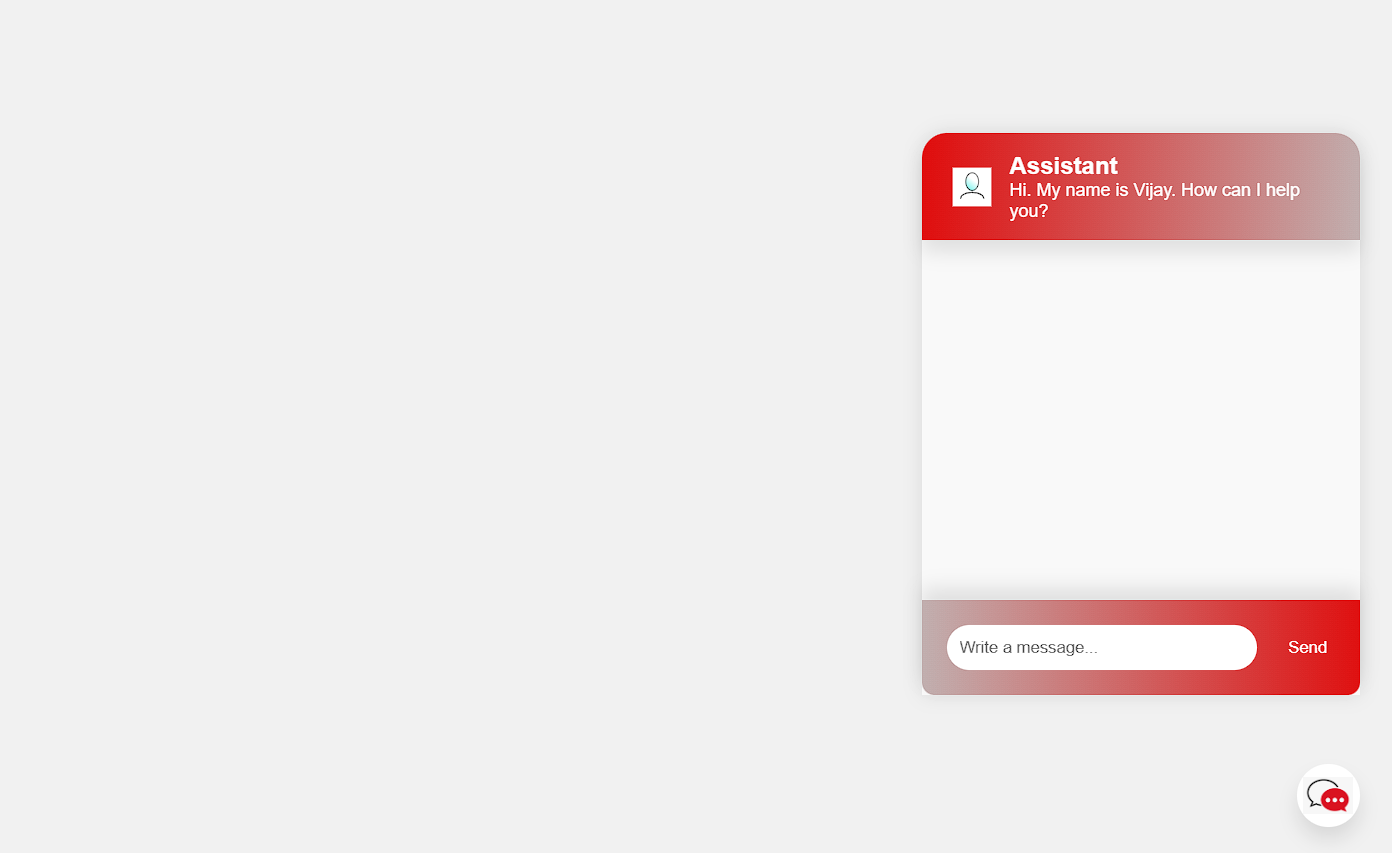 Assistant
Hi. My name is Vijay. How can I help
you?
Write a message...
Send